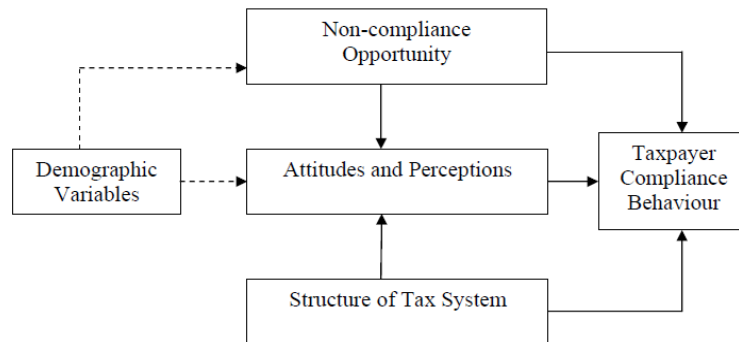 Non-compliance
Opportunity
Demographic
Variables
Attitudes and Perceptions
Taxpayer
Compliance
Behaviour
Structure of Tax System